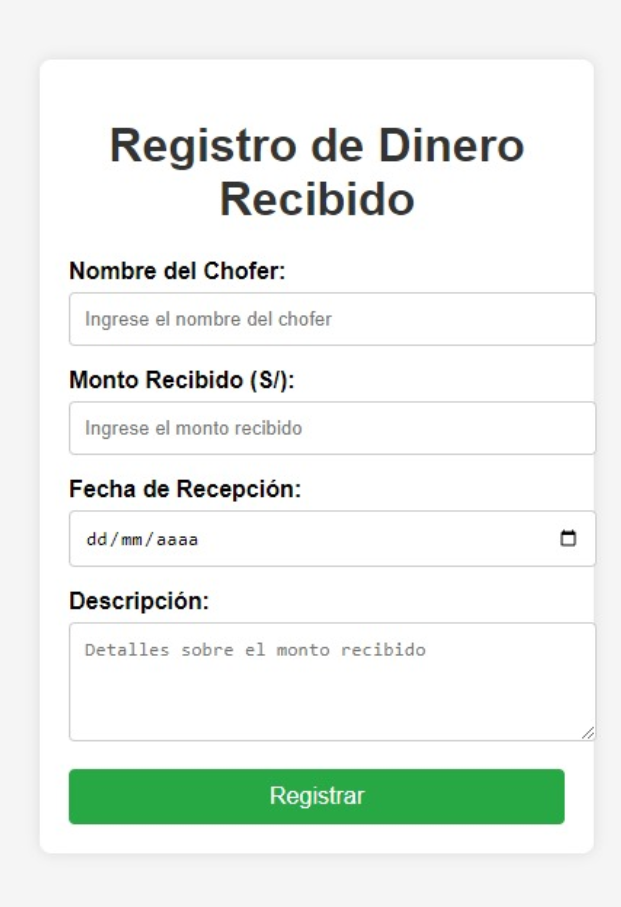 Registro de Dinero
Recibido
Nombre del Chofer:
Ingrese el nombre del chofer
Monto Recibido (S/):
Ingrese el monto recibido
Fecha de Recepción:
dd/mm/aaaa
Descripción:
Detalles sobre el monto recibido
Registrar